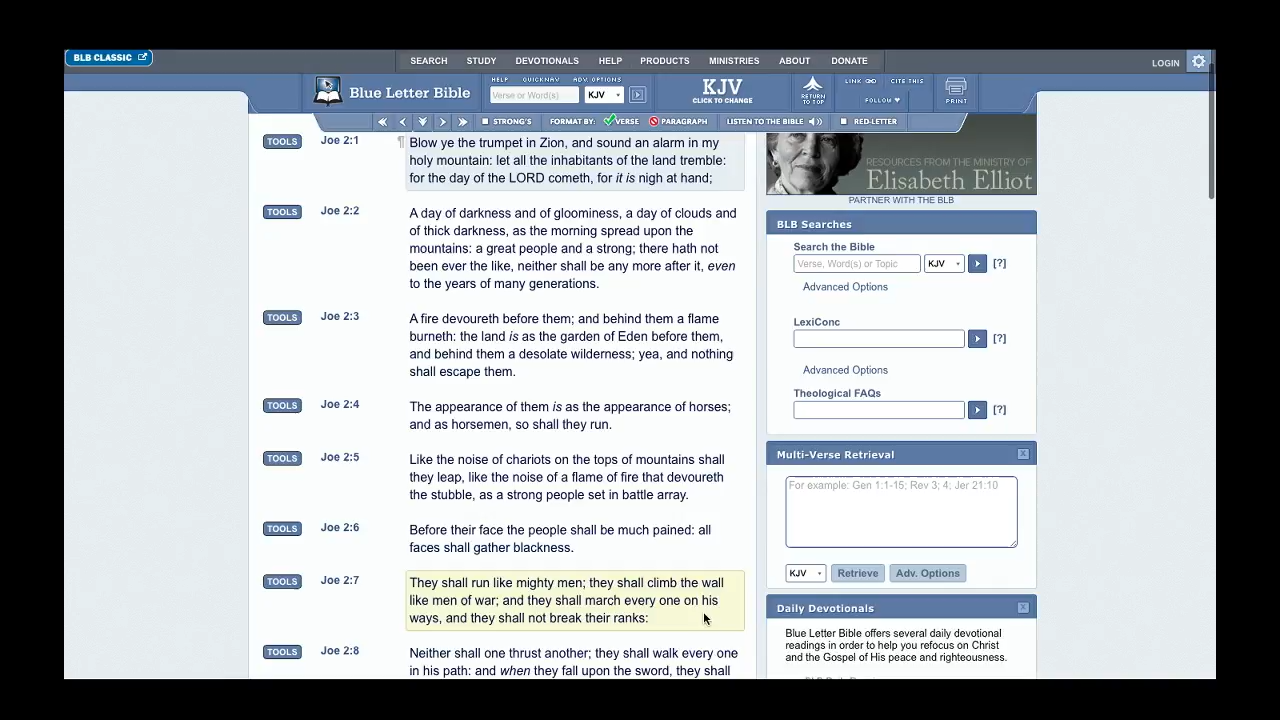 BLB CLASSIC
SEARCH STUDY DEVOTIONALS HELP PRODUCTS MINISTRIES ABOUT DONATE
LOGIN
Blue Letter Bible
HELP QUICKNAV ADV. OPTIONS
Verse or Word(s) KJV
KJV
CLICK TO CHANGE
RETURN
TO TOP
LINK CITE THIS
FOLLOW
PRINT
STRONG'S FORMAT BY: VERSE PARAGRAPH LISTEN TO THE BIBLE RED-LETTER
TOOLS Joe 2:1 ¶ Blow ye the trumpet in Zion, and sound an alarm in my
holy mountain: let all the inhabitants of the land tremble:
for the day of the LORD cometh, for it is nigh at hand;
TOOLS Joe 2:2 A day of darkness and of gloominess, a day of clouds and
of thick darkness, as the morning spread upon the
mountains: a great people and a strong; there hath not
been ever the like, neither shall be any more after it, even
to the years of many generations.
TOOLS Joe 2:3 A fire devoureth before them; and behind them a flame
burneth: the land is as the garden of Eden before them,
and behind them a desolate wilderness; yea, and nothing
shall escape them.
TOOLS Joe 2:4 The appearance of them is as the appearance of horses;
and as horsemen, so shall they run.
TOOLS Joe 2:5 Like the noise of chariots on the tops of mountains shall
they leap, like the noise of a flame of fire that devoureth
the stubble, as a strong people set in battle array.
TOOLS Joe 2:6 Before their face the people shall be much pained: all
faces shall gather blackness.
TOOLS Joe 2:7 They shall run like mighty men; they shall climb the wall
like men of war; and they shall march every one on his
ways, and they shall not break their ranks:
TOOLS Joe 2:8 Neither shall one thrust another; they shall walk every one
in his path: and when they fall upon the sword, they shall
RESOURCES FROM THE MINISTRY OF
Elisabeth Elliot
PARTNER WITH THE BLB
BLB Searches
Search the Bible
Verse, Word(s) or Topic KJV [?]
Advanced Options
LexiConc
[?]
Advanced Options
Theological FAQs
[?]
Multi-Verse Retrieval
For example: Gen 1:1-15; Rev 3; 4; Jer 21:10
KJV Retrieve Adv. Options
Daily Devotionals
Blue Letter Bible offers several daily devotional
readings in order to help you refocus on Christ
and the Gospel of His peace and righteousness.